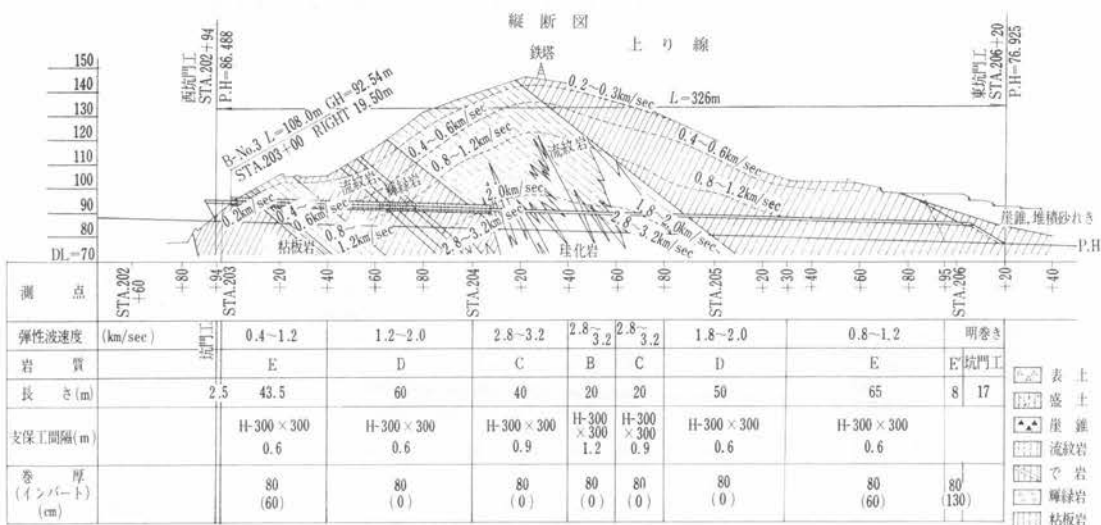 縦断図
上り線
鉄塔
西坑門工
STA.202+94
P.H=86.488
東坑門工
STA.206+20
P.H=76.925
L=326m
B-No.3 L=108.0m GH=92.54m
STA.203+00 RIGHT 19.50m
150
140
130
120
110
100
90
80
DL=70
0.2~0.3km/sec
0.4~0.6km/sec
0.8~1.2km/sec
0.4~0.6km/sec
0.8~1.2km/sec
流紋岩
流紋岩
輝緑岩
2.0km/sec
1.8~2.0km/sec
2.8~3.2km/sec
0.2km/sec
0.4
0.6km/sec
0.8
1.2km/sec
2.8~3.2km/sec
粘板岩
珪化岩
崖錐,堆積砂れき
P.H
測点 STA.202+60 +80 +94 STA.203 +20 +40 +60 +80 STA.204 +20 +40 +60 +80 STA.205 +20 +30 +40 +60 +80 +95 STA.206 +20 +40
弾性波速度 (km/sec) 坑門工 0.4~1.2 1.2~2.0 2.8~3.2 2.8~3.2 2.8~3.2 1.8~2.0 0.8~1.2 明巻き
岩質 E D C B C D E E' 坑門工
長さ(m) 2.5 43.5 60 40 20 20 50 65 8 17
支保工間隔(m) H-300×300 H-300×300 H-300×300 H-300×300 H-300×300 H-300×300 H-300×300
0.6 0.6 0.9 1.2 0.9 0.6 0.6
巻厚 80 80 80 80 80 80 80 80
(インバート) (60) (0) (0) (0) (0) (0) (60) (130)
(cm)
表土
盛土
崖錐
流紋岩
で岩
輝緑岩
粘板岩